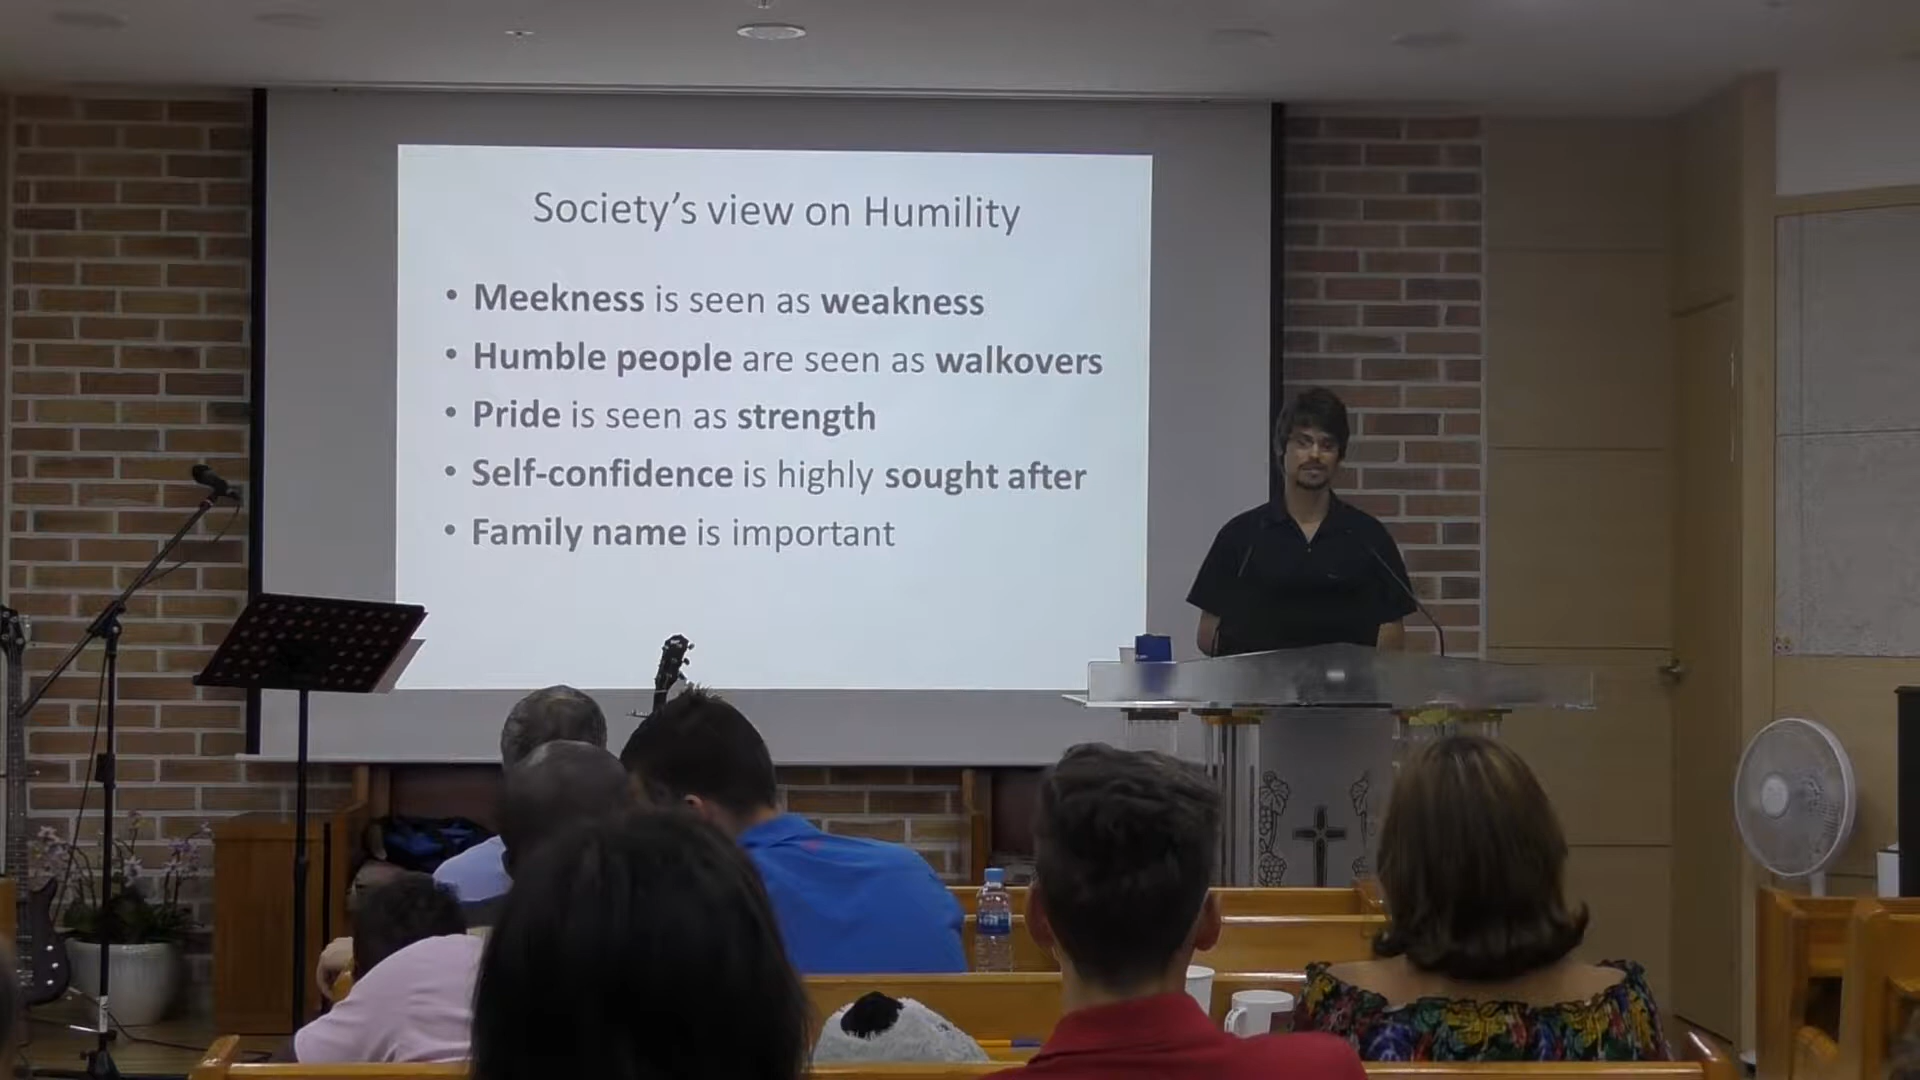 Society's view on Humility
• Meekness is seen as weakness
• Humble people are seen as walkovers
• Pride is seen as strength
• Self-confidence is highly sought after
• Family name is important